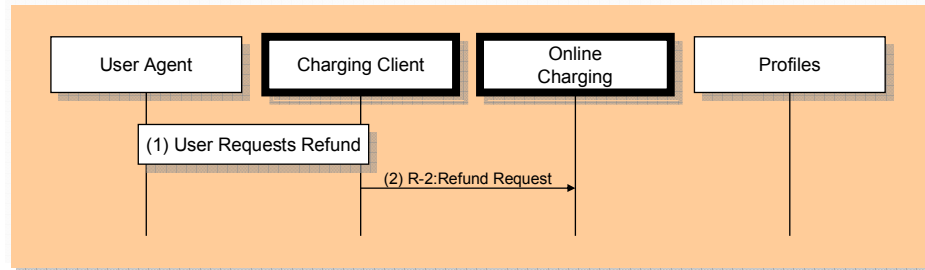 User Agent
Charging Client
Online
Charging
Profiles
(1) User Requests Refund
(2) R-2:Refund Request